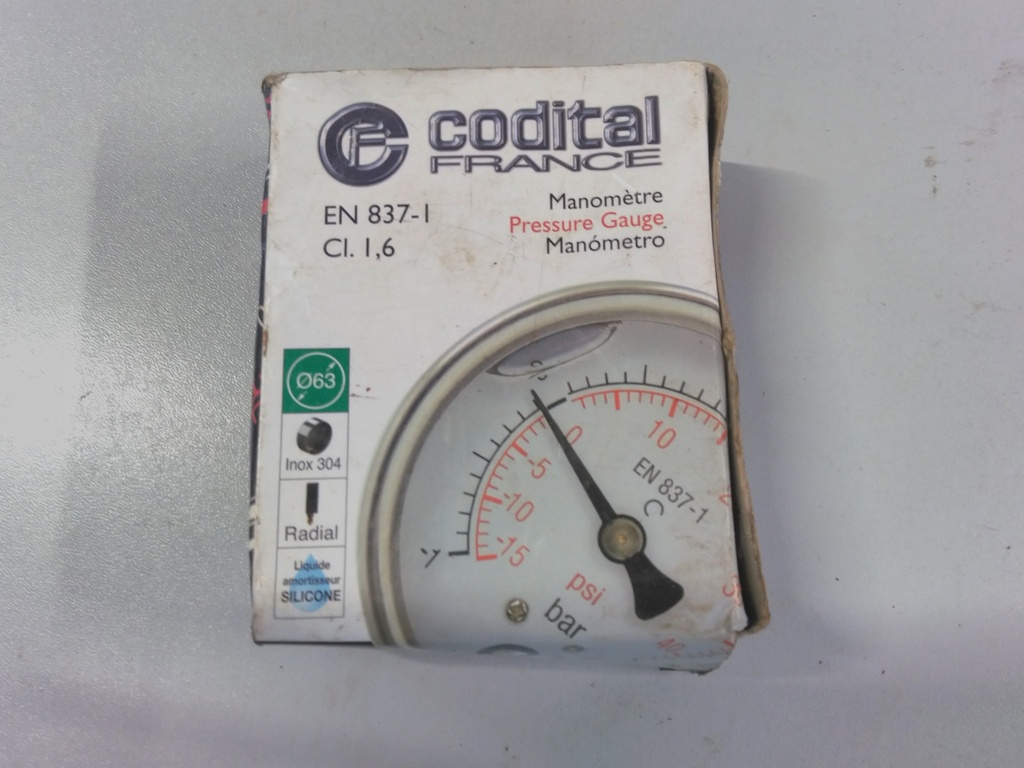 codital
FRANCE
EN 837-1
Cl. 1,6
Manomètre
Pressure Gauge
Manómetro
Ø63
Inox 304
Radial
Liquide
amortisseur
SILICONE
0
-5
-10
-15
10
EN 837-1
psi
bar